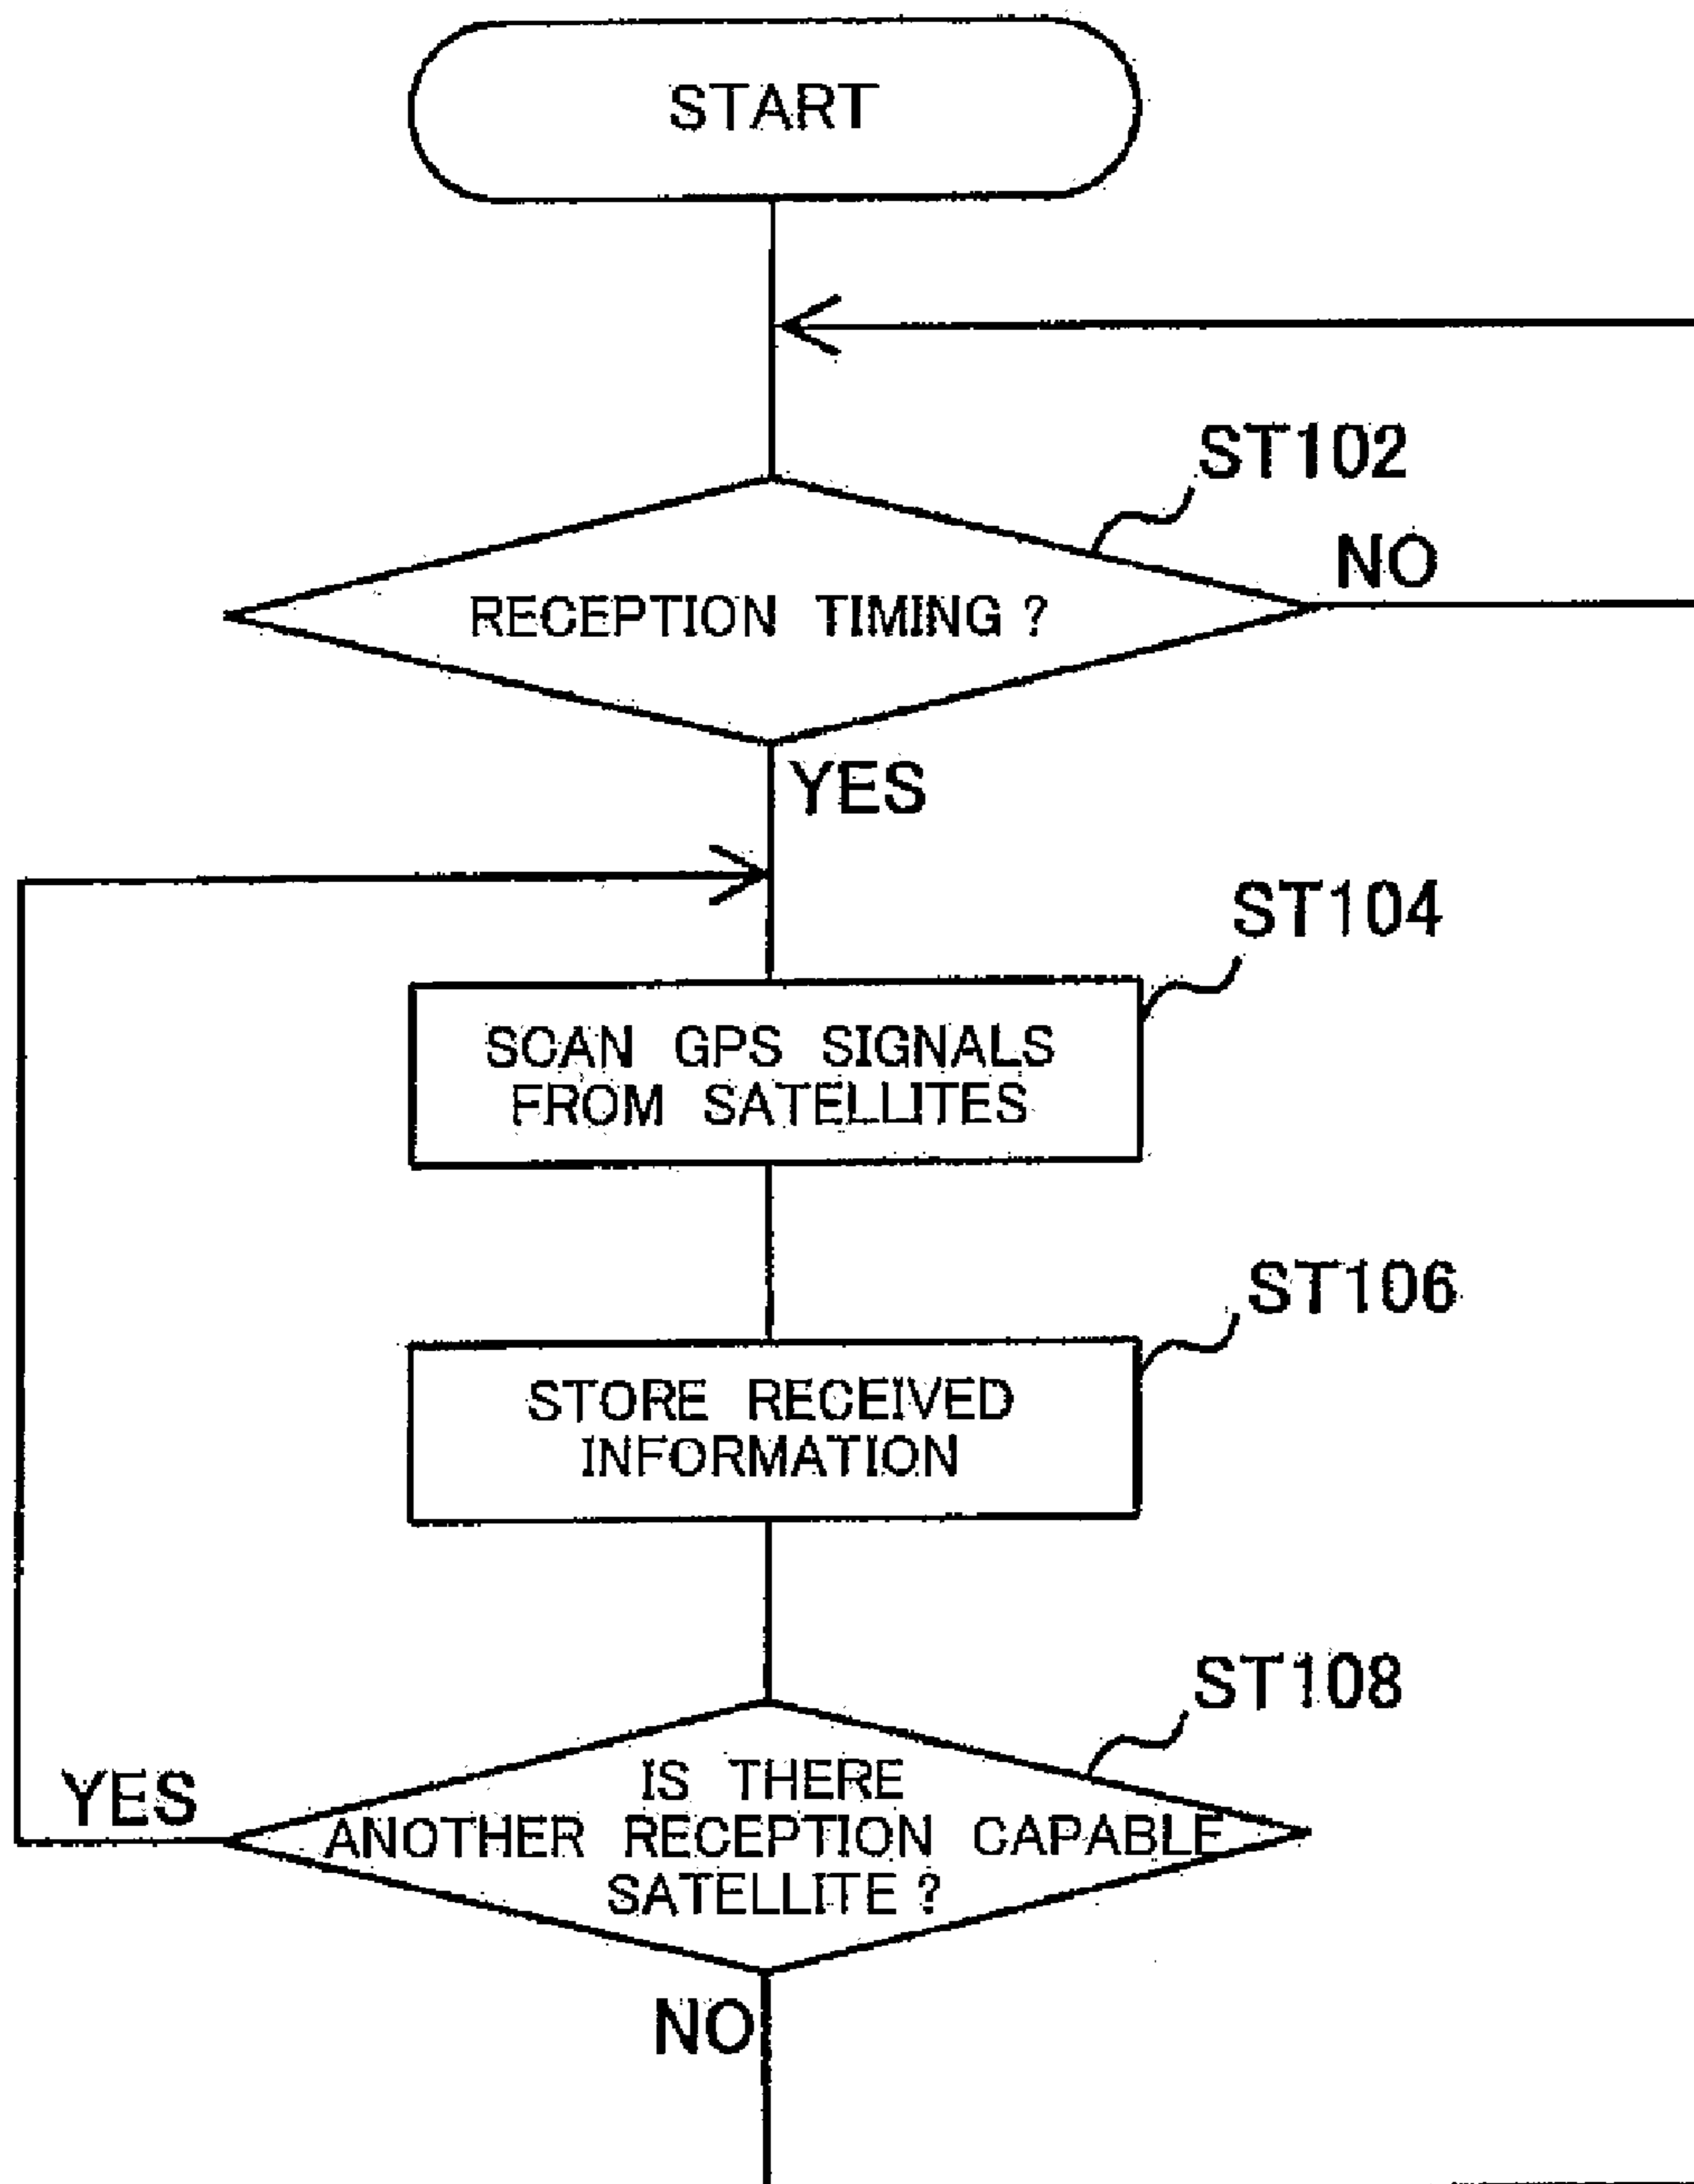 START
ST102
NO
RECEPTION TIMING ?
YES
ST104
SCAN GPS SIGNALS
FROM SATELLITES
ST106
STORE RECEIVED
INFORMATION
ST108
YES
IS THERE
ANOTHER RECEPTION CAPABLE
SATELLITE ?
NO